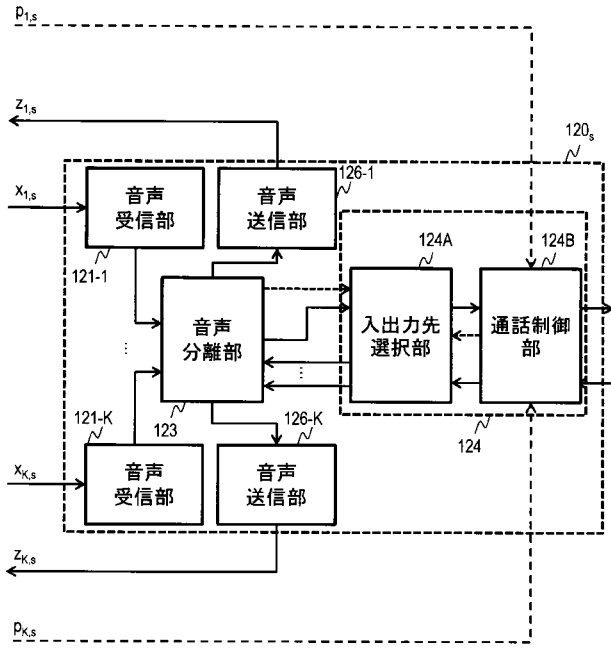 p1,s
z1,s
120s
126-1
x1,s
音声
受信部
音声
送信部
121-1
124A
124B
音声
分離部
入出力先
選択部
通話制御
部
⋮
⋮
121-K
123
126-K
124
xK,s
音声
受信部
音声
送信部
zK,s
pK,s